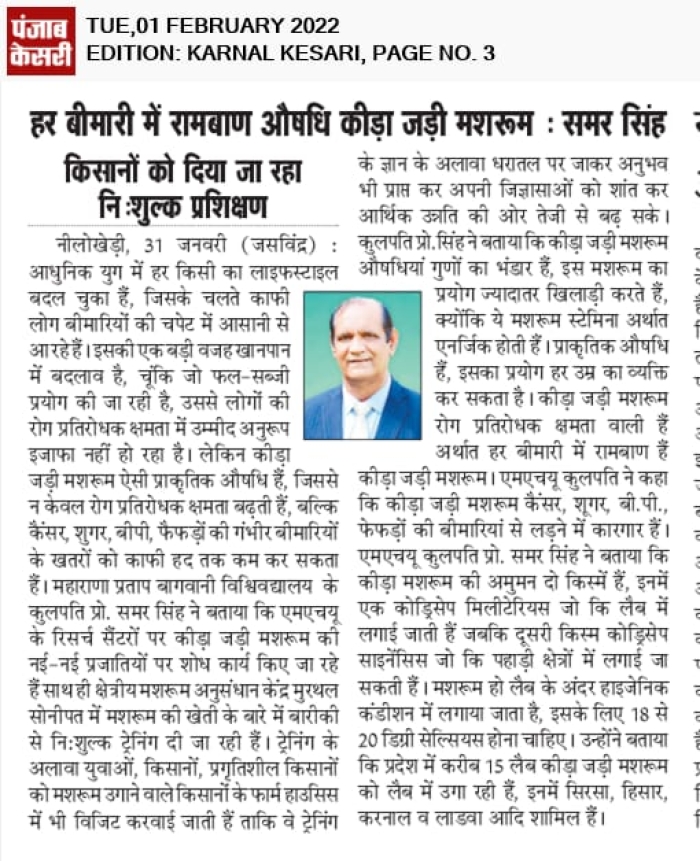 पंजाब
केसरी
TUE,01 FEBRUARY 2022
EDITION: KARNAL KESARI, PAGE NO. 3
हर बीमारी में रामबाण औषधि कीड़ा जड़ी मशरूम : समर सिंह
किसानों को दिया जा रहा
नि:शुल्क प्रशिक्षण
नीलोखेड़ी, 31 जनवरी (जसविंद्र) :
आधुनिक युग में हर किसी का लाइफस्टाइल
बदल चुका हैं, जिसके चलते काफी
लोग बीमारियों की चपेट में आसानी से
आ रहे हैं। इसकी एक बड़ी वजह खानपान
में बदलाव है, चूंकि जो फल-सब्जी
प्रयोग की जा रही है, उससे लोगों की
रोग प्रतिरोधक क्षमता में उम्मीद अनुरूप
इजाफा नहीं हो रहा है। लेकिन कीड़ा
जड़ी मशरूम ऐसी प्राकृतिक औषधि हैं, जिससे
न केवल रोग प्रतिरोधक क्षमता बढ़ती हैं, बल्कि
कैंसर, शुगर, बीपी, फैफड़ों की गंभीर बीमारियों
के खतरों को काफी हद तक कम कर सकता
हैं। महाराणा प्रताप बागवानी विश्विवद्यालय के
कुलपति प्रो. समर सिंह ने बताया कि एमएचयू
के रिसर्च सैंटरों पर कीड़ा जड़ी मशरूम की
नई-नई प्रजातियों पर शोध कार्य किए जा रहे
हैं साथ ही क्षेत्रीय मशरूम अनुसंधान केंद्र मुरथल
सोनीपत में मशरूम की खेती के बारे में बारीकी
से नि:शुल्क ट्रेनिंग दी जा रही हैं। ट्रेनिंग के
अलावा युवाओं, किसानों, प्रगतिशील किसानों
को मशरूम उगाने वाले किसानों के फार्म हाउसिस
में भी विजिट करवाई जाती हैं ताकि वे ट्रेनिंग
के ज्ञान के अलावा धरातल पर जाकर अनुभव
भी प्राप्त कर अपनी जिज्ञासाओं को शांत कर
आर्थिक उन्नति की ओर तेजी से बढ़ सके।
कुलपति प्रो.सिंह ने बताया कि कीड़ा जड़ी मशरूम
औषधियां गुणों का भंडार हैं, इस मशरूम का
प्रयोग ज्यादातर खिलाड़ी करते हैं,
क्योंकि ये मशरूम स्टेमिना अर्थात
एनर्जिक होती हैं। प्राकृतिक औषधि
हैं, इसका प्रयोग हर उम्र का व्यक्ति
कर सकता है। कीड़ा जड़ी मशरूम
रोग प्रतिरोधक क्षमता वाली हैं
अर्थात हर बीमारी में रामबाण हैं
कीड़ा जड़ी मशरूम। एमएचयू कुलपति ने कहा
कि कीड़ा जड़ी मशरूम कैंसर, शूगर, बी.पी.,
फेफड़ों की बीमारियां से लड़ने में कारगार हैं।
एमएचयू कुलपति प्रो. समर सिंह ने बताया कि
कीड़ा मशरूम की अमुमन दो किस्में हैं, इनमें
एक कोड्रिसेप मिलीटेरियस जो कि लैब में
लगाई जाती हैं जबकि दूसरी किस्म कोड्रिसेप
साइनेंसिस जो कि पहाड़ी क्षेत्रों में लगाई जा
सकती हैं। मशरूम हो लैब के अंदर हाइजेनिक
कंडीशन में लगाया जाता है, इसके लिए 18 से
20 डिग्री सेल्सियस होना चाहिए। उन्होंने बताया
कि प्रदेश में करीब 15 लैब कीड़ा जड़ी मशरूम
को लैब में उगा रही हैं, इनमें सिरसा, हिसार,
करनाल व लाडवा आदि शामिल हैं।